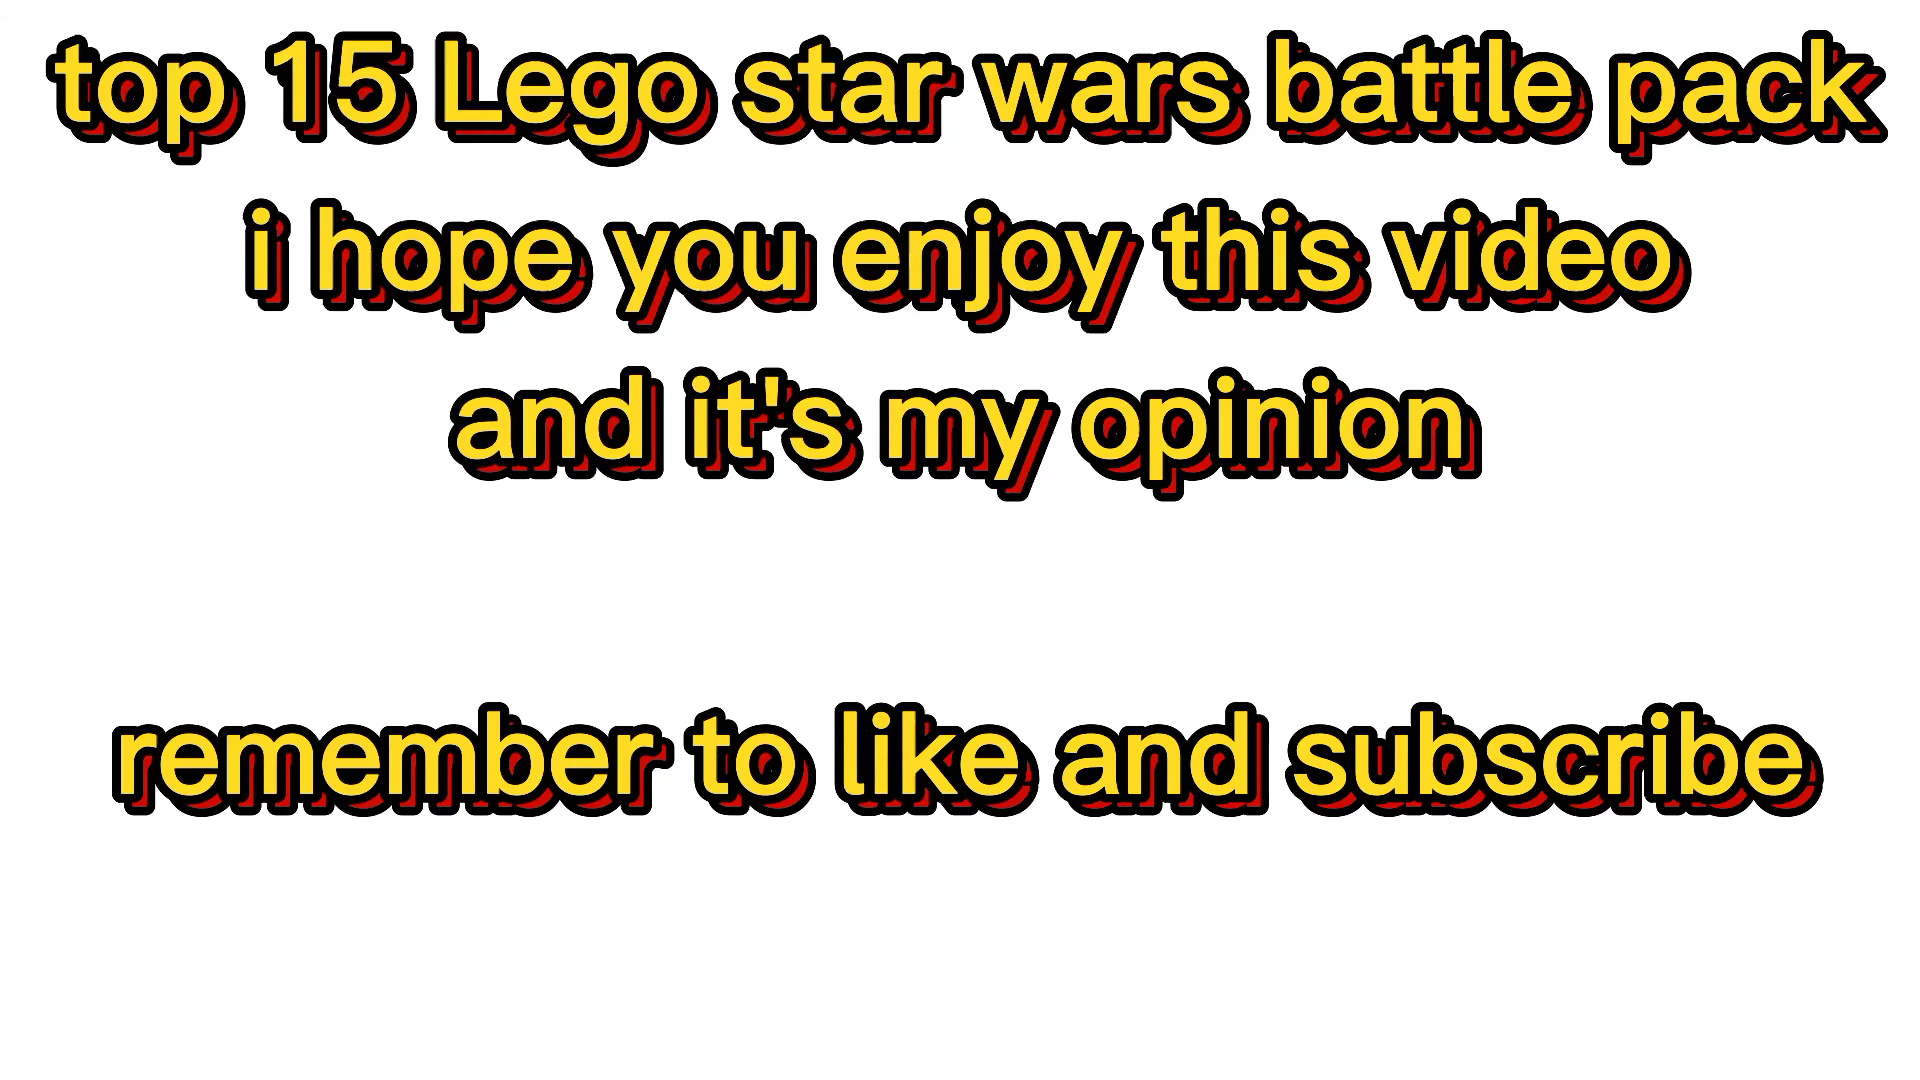 top 15 Lego star wars battle pack
i hope you enjoy this video
and it's my opinion
remember to like and subscribe